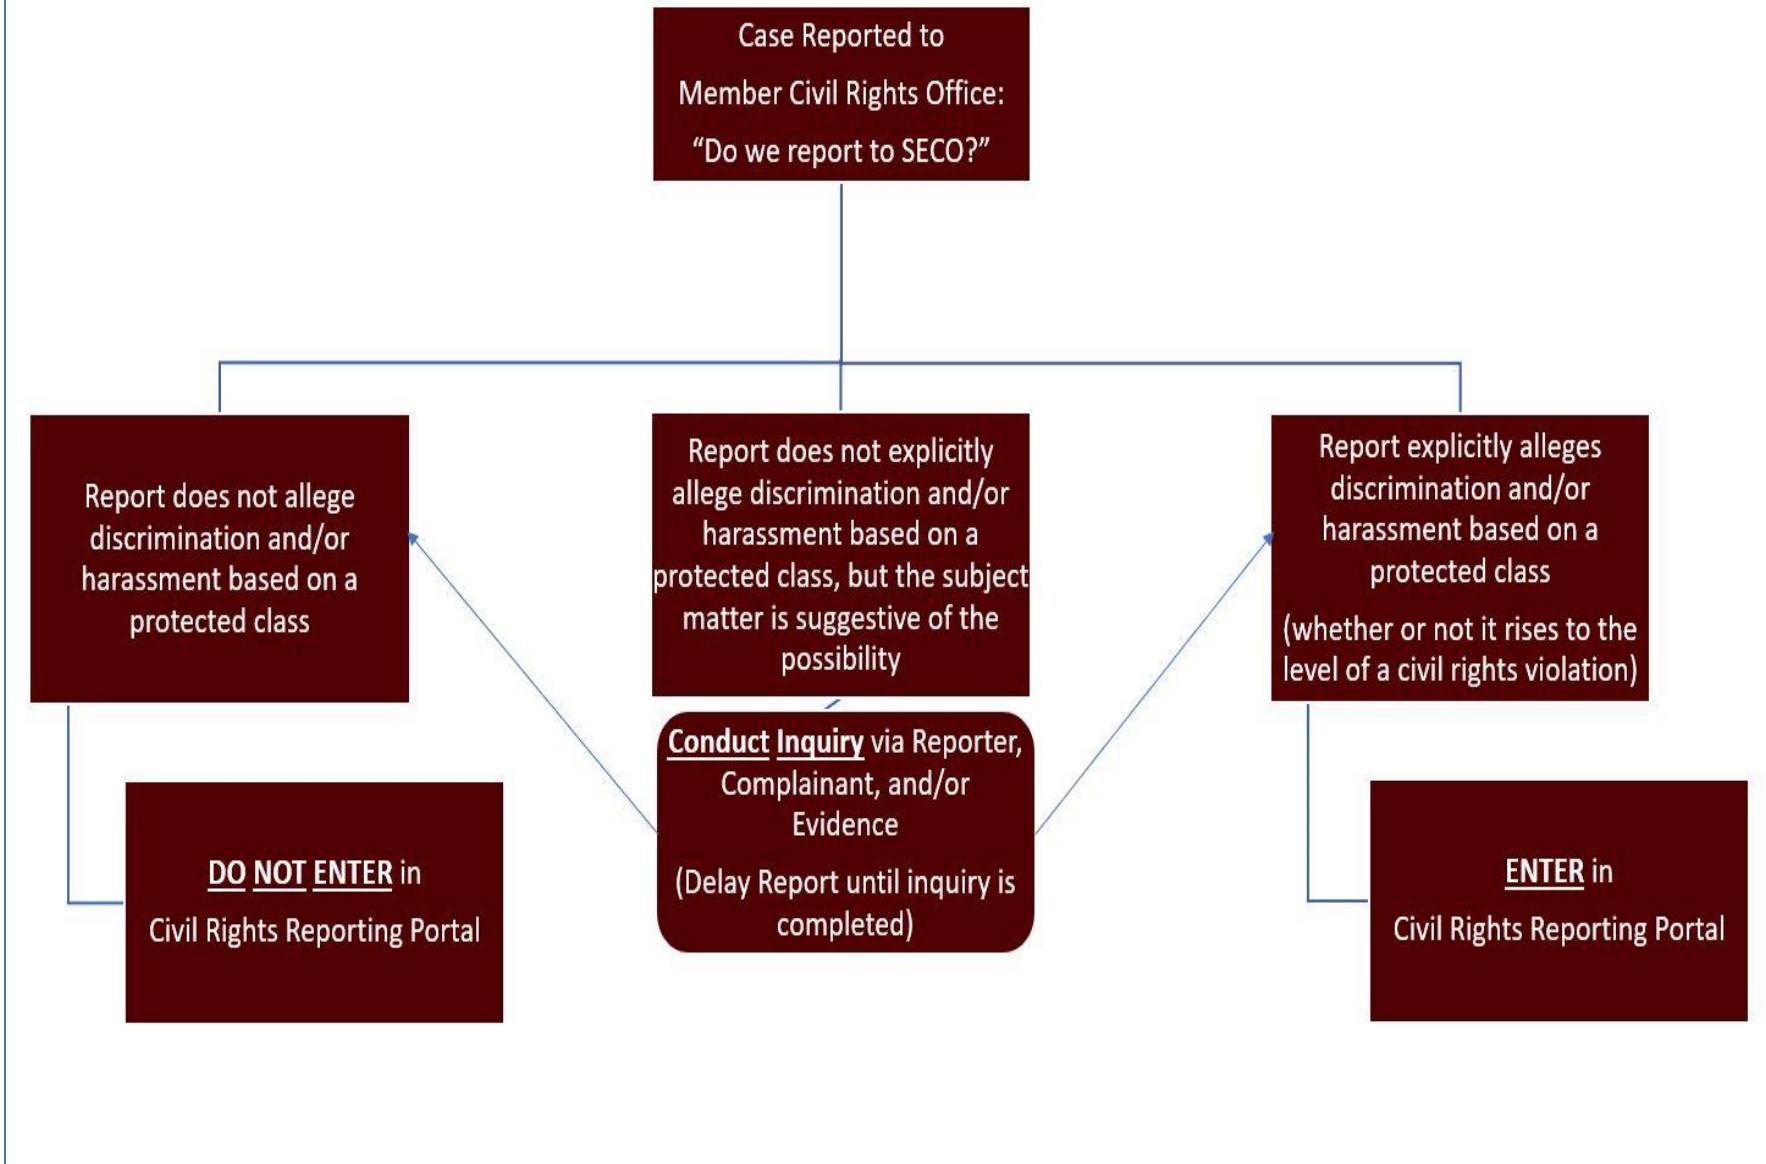 Case Reported to
Member Civil Rights Office:
“Do we report to SECO?”
Report does not allege
discrimination and/or
harassment based on a
protected class
Report does not explicitly
allege discrimination and/or
harassment based on a
protected class, but the subject
matter is suggestive of the
possibility
Report explicitly alleges
discrimination and/or
harassment based on a
protected class
(whether or not it rises to the
level of a civil rights violation)
Conduct Inquiry via Reporter,
Complainant, and/or
Evidence
(Delay Report until inquiry is
completed)
DO NOT ENTER in
Civil Rights Reporting Portal
ENTER in
Civil Rights Reporting Portal